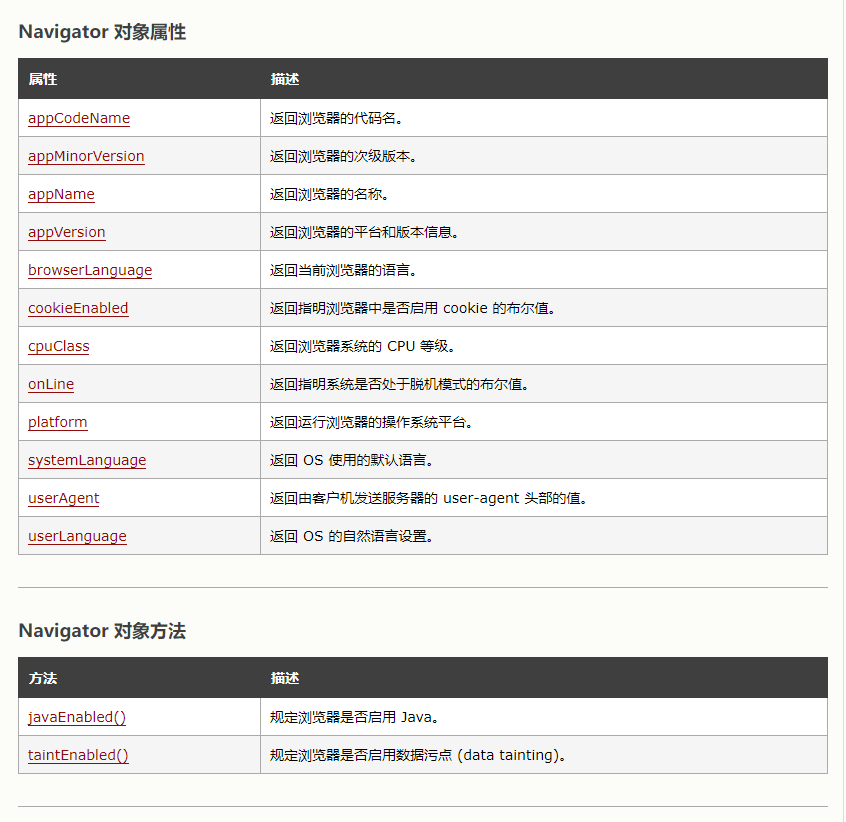 Navigator 对象属性
属性 描述
appCodeName 返回浏览器的代码名。
appMinorVersion 返回浏览器的次级版本。
appName 返回浏览器的名称。
appVersion 返回浏览器的平台和版本信息。
browserLanguage 返回当前浏览器的语言。
cookieEnabled 返回指明浏览器中是否启用 cookie 的布尔值。
cpuClass 返回浏览器系统的 CPU 等级。
onLine 返回指明系统是否处于脱机模式的布尔值。
platform 返回运行浏览器的操作系统平台。
systemLanguage 返回 OS 使用的默认语言。
userAgent 返回由客户机发送服务器的 user-agent 头部的值。
userLanguage 返回 OS 的自然语言设置。
Navigator 对象方法
方法 描述
javaEnabled() 规定浏览器是否启用 Java。
taintEnabled() 规定浏览器是否启用数据污点 (data tainting)。